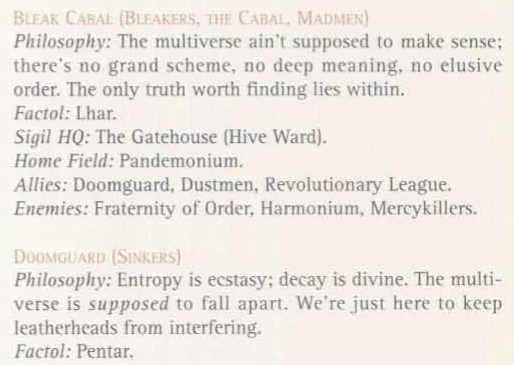 BLEAK CABAL (BLEAKERS, THE CABAL, MADMEN)
Philosophy: The multiverse ain't supposed to make sense;
there's no grand scheme, no deep meaning, no elusive
order. The only truth worth finding lies within.
Factol: Lhar.
Sigil HQ: The Gatehouse (Hive Ward).
Home Field: Pandemonium.
Allies: Doomguard, Dustmen, Revolutionary League.
Enemies: Fraternity of Order, Harmonium, Mercykillers.
DOOMGUARD (SINKERS)
Philosophy: Entropy is ecstasy; decay is divine. The multi-
verse is supposed to fall apart. We're just here to keep
leatherheads from interfering.
Factol: Pentar.